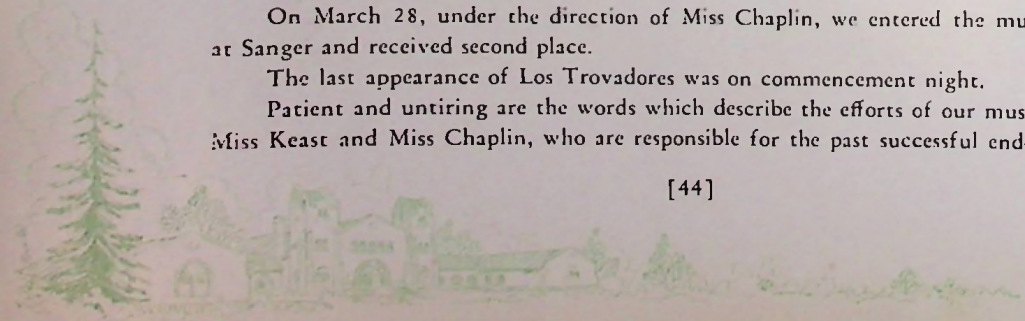 On March 28, under the direction of Miss Chaplin, we entered the mu
at Sanger and received second place.
The last appearance of Los Trovadores was on commencement night.
Patient and untiring are the words which describe the efforts of our mus
Miss Keast and Miss Chaplin, who are responsible for the past successful end
[44]